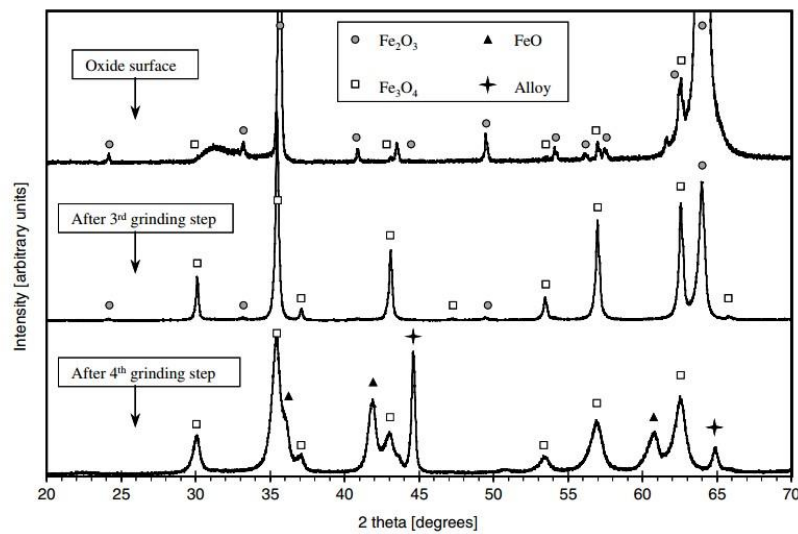 Oxide surface
Fe₂O₃
FeO
Fe₃O₄
Alloy
After 3rd grinding step
After 4th grinding step
Intensity [arbitrary units]
20 25 30 35 40 45 50 55 60 65 70
2 theta [degrees]